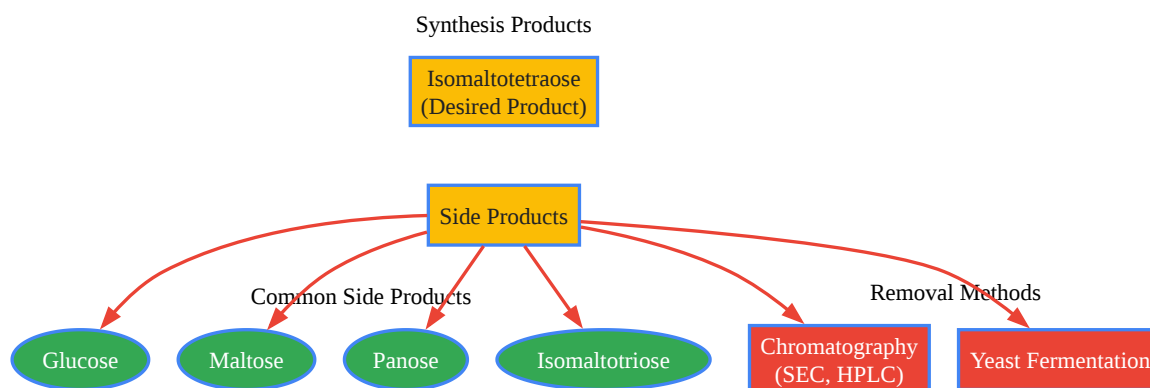 Synthesis Products
Isomaltotetraose
(Desired Product)
Side Products
Common Side Products
Removal Methods
Glucose
Maltose
Panose
Isomaltotriose
Chromatography
(SEC, HPLC)
Yeast Fermentation